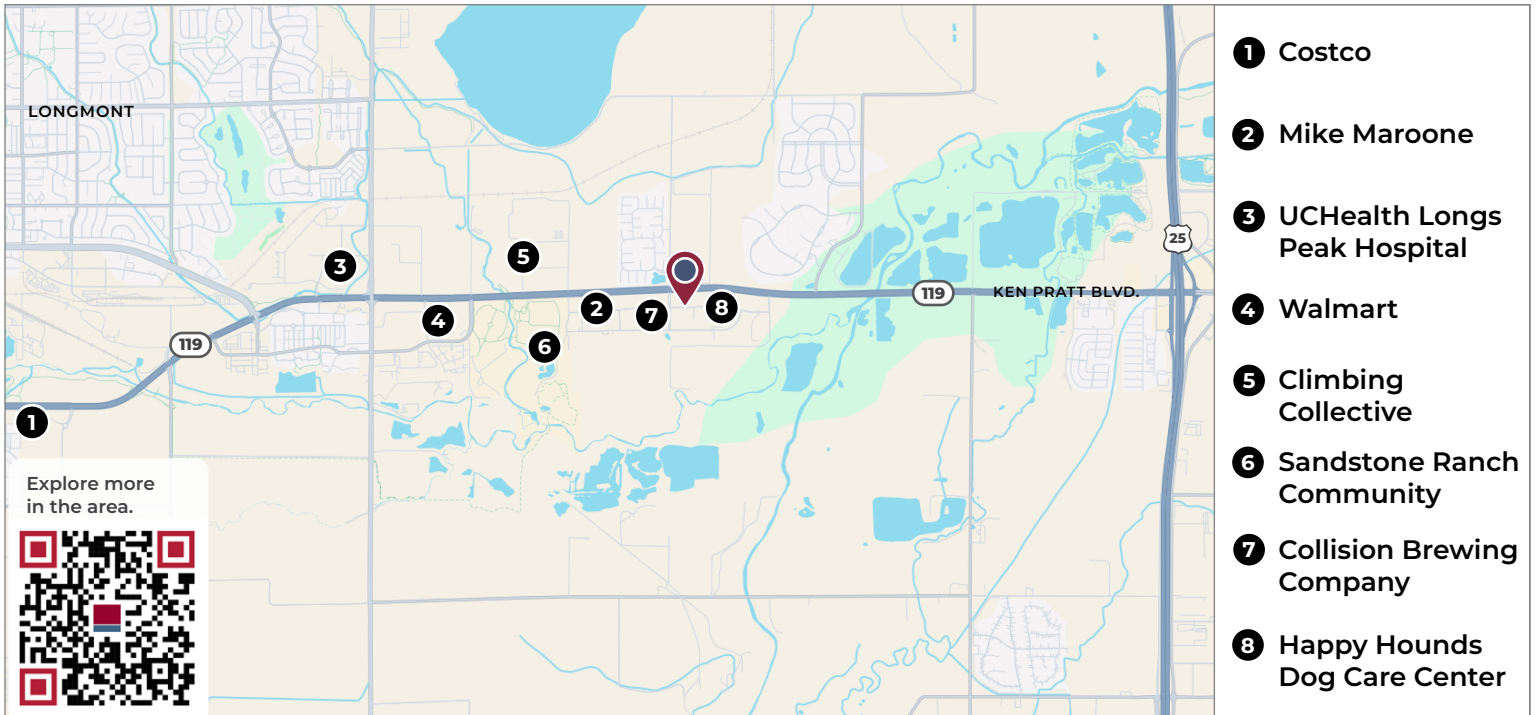 LONGMONT
3
5
2
7
8
4
6
119
KEN PRATT BLVD.
25
119
1
Explore more
in the area.
1 Costco
2 Mike Maroone
3 UCHealth Longs
Peak Hospital
4 Walmart
5 Climbing
Collective
6 Sandstone Ranch
Community
7 Collision Brewing
Company
8 Happy Hounds
Dog Care Center